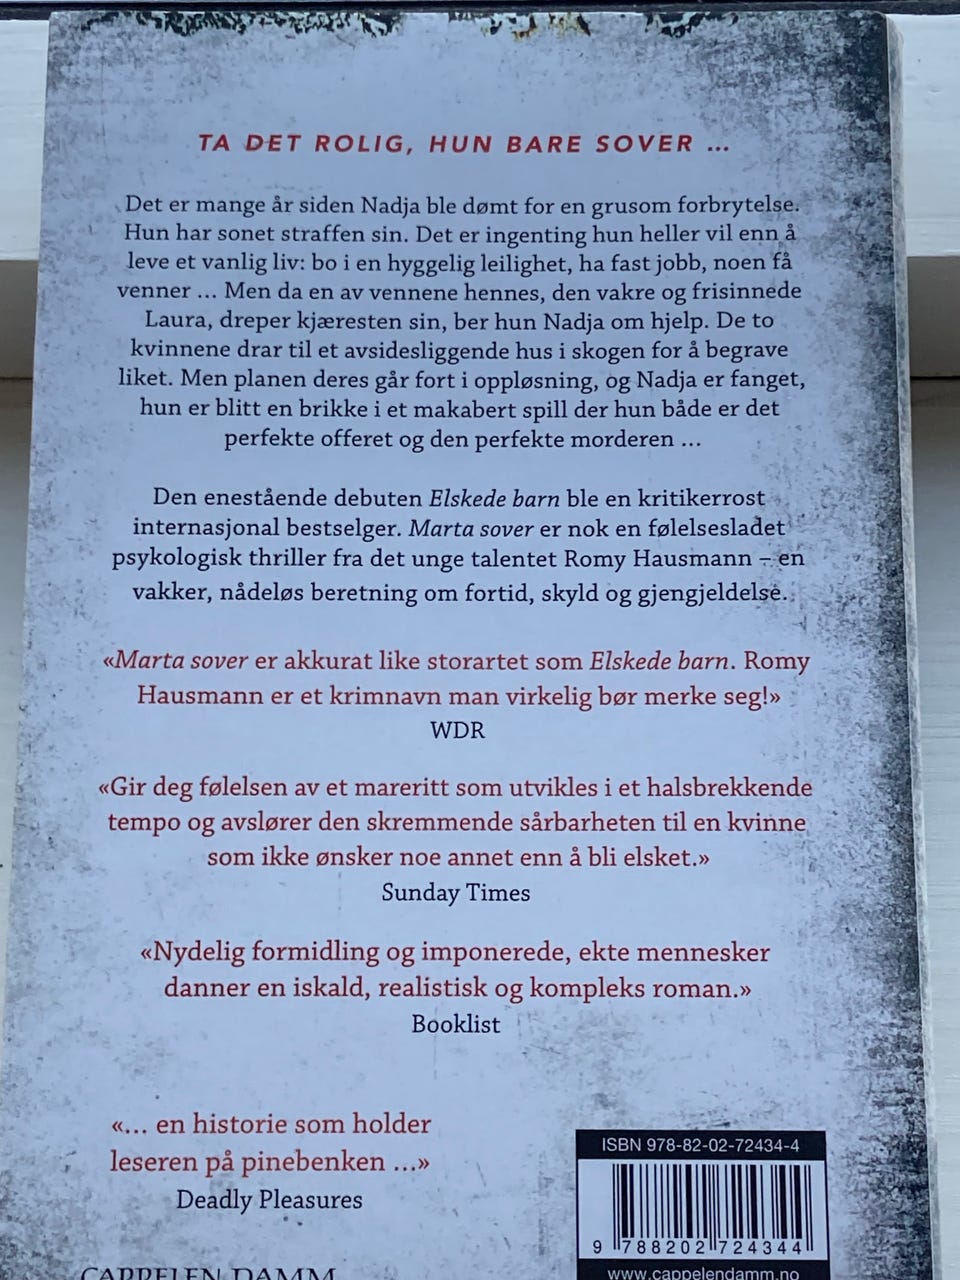 TA DET ROLIG, HUN BARE SOVER ...
Det er mange år siden Nadja ble dømt for en grusom forbrytelse.
Hun har sonet straffen sin. Det er ingenting hun heller vil enn å
leve et vanlig liv: bo i en hyggelig leilighet, ha fast jobb, noen få
venner ... Men da en av vennene hennes, den vakre og frisinnede
Laura, dreper kjæresten sin, ber hun Nadja om hjelp. De to
kvinnene drar til et avsidesliggende hus i skogen for å begrave
liket. Men planen deres går fort i oppløsning, og Nadja er fanget,
hun er blitt en brikke i et makabert spill der hun både er det
perfekte offeret og den perfekte morderen ...
Den enestående debuten Elskede barn ble en kritikerrost
internasjonal bestselger. Marta sover er nok en følelsesladet
psykologisk thriller fra det unge talentet Romy Hausmann – en
vakker, nådeløs beretning om fortid, skyld og gjengjeldelse.
«Marta sover er akkurat like storartet som Elskede barn. Romy
Hausmann er et krimnavn man virkelig bør merke seg!»
WDR
«Gir deg følelsen av et mareritt som utvikles i et halsbrekkende
tempo og avslører den skremmende sårbarheten til en kvinne
som ikke ønsker noe annet enn å bli elsket.»
Sunday Times
«Nydelig formidling og imponerede, ekte mennesker
danner en iskald, realistisk og kompleks roman.»
Booklist
«... en historie som holder
leseren på pinebenken ...»
Deadly Pleasures
ISBN 978-82-02-72434-4
9 788202 724344
CAPPELEN DAMM
www.cappelendamm.no